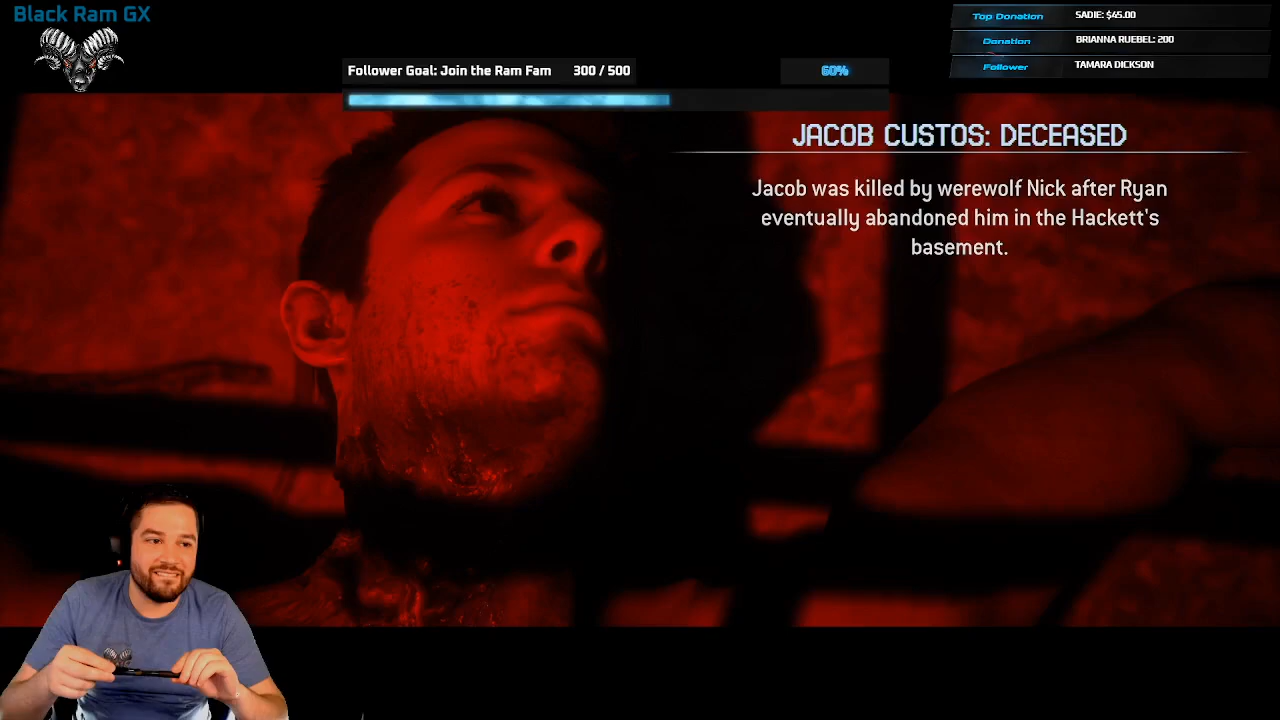 Black Ram GX
Top Donation SADIE: $45.00
Donation BRIANNA RUEBEL: 200
Follower TAMARA DICKSON
Follower Goal: Join the Ram Fam 300 / 500 60%
JACOB CUSTOS: DECEASED
Jacob was killed by werewolf Nick after Ryan
eventually abandoned him in the Hackett's
basement.